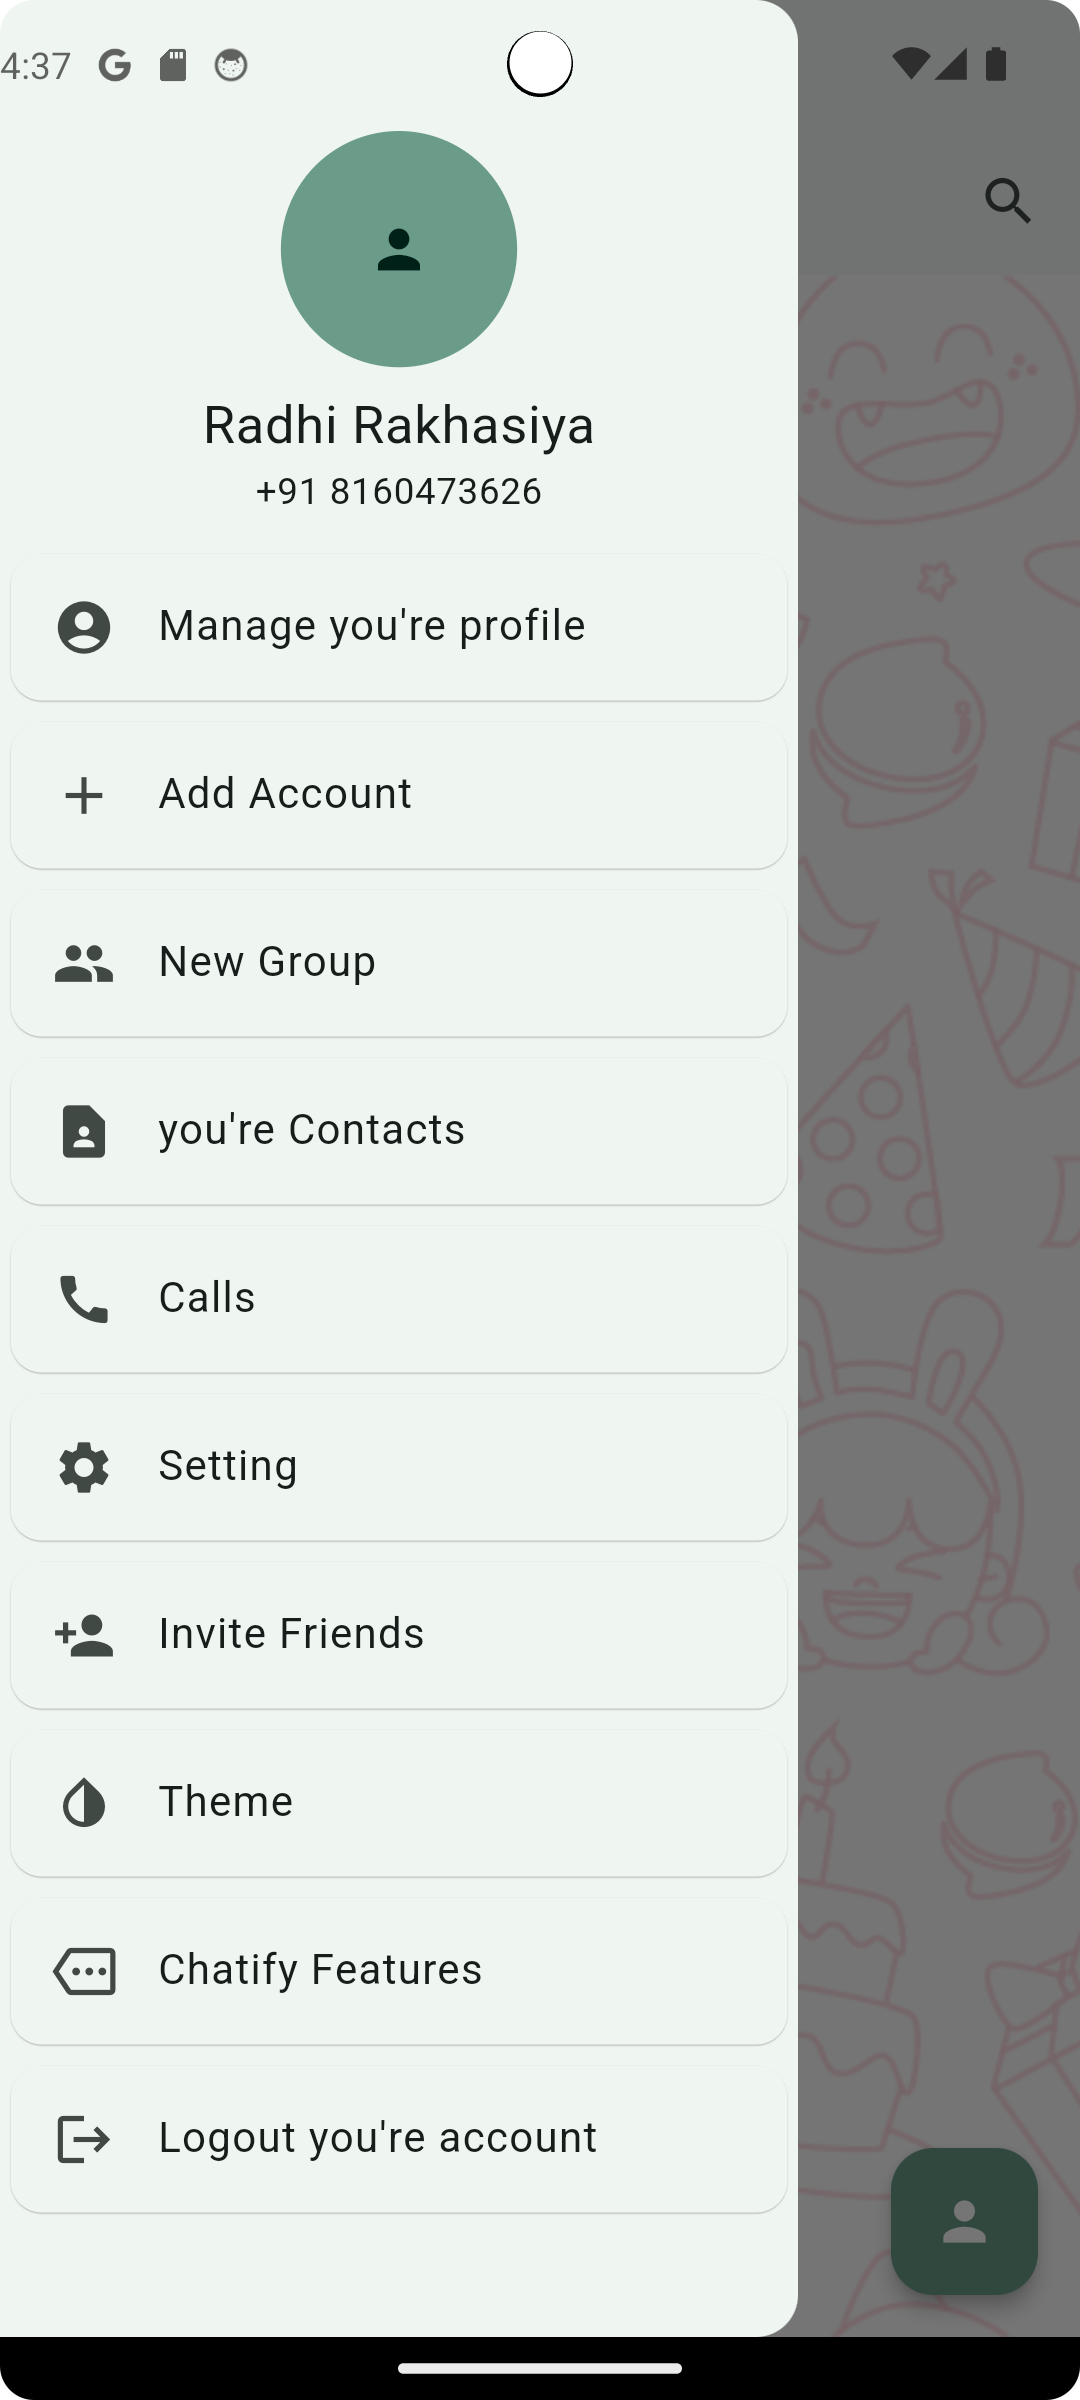 4:37
Radhi Rakhasiya
+91 8160473626
Manage you're profile
Add Account
New Group
you're Contacts
Calls
Setting
Invite Friends
Theme
Chatify Features
Logout you're account